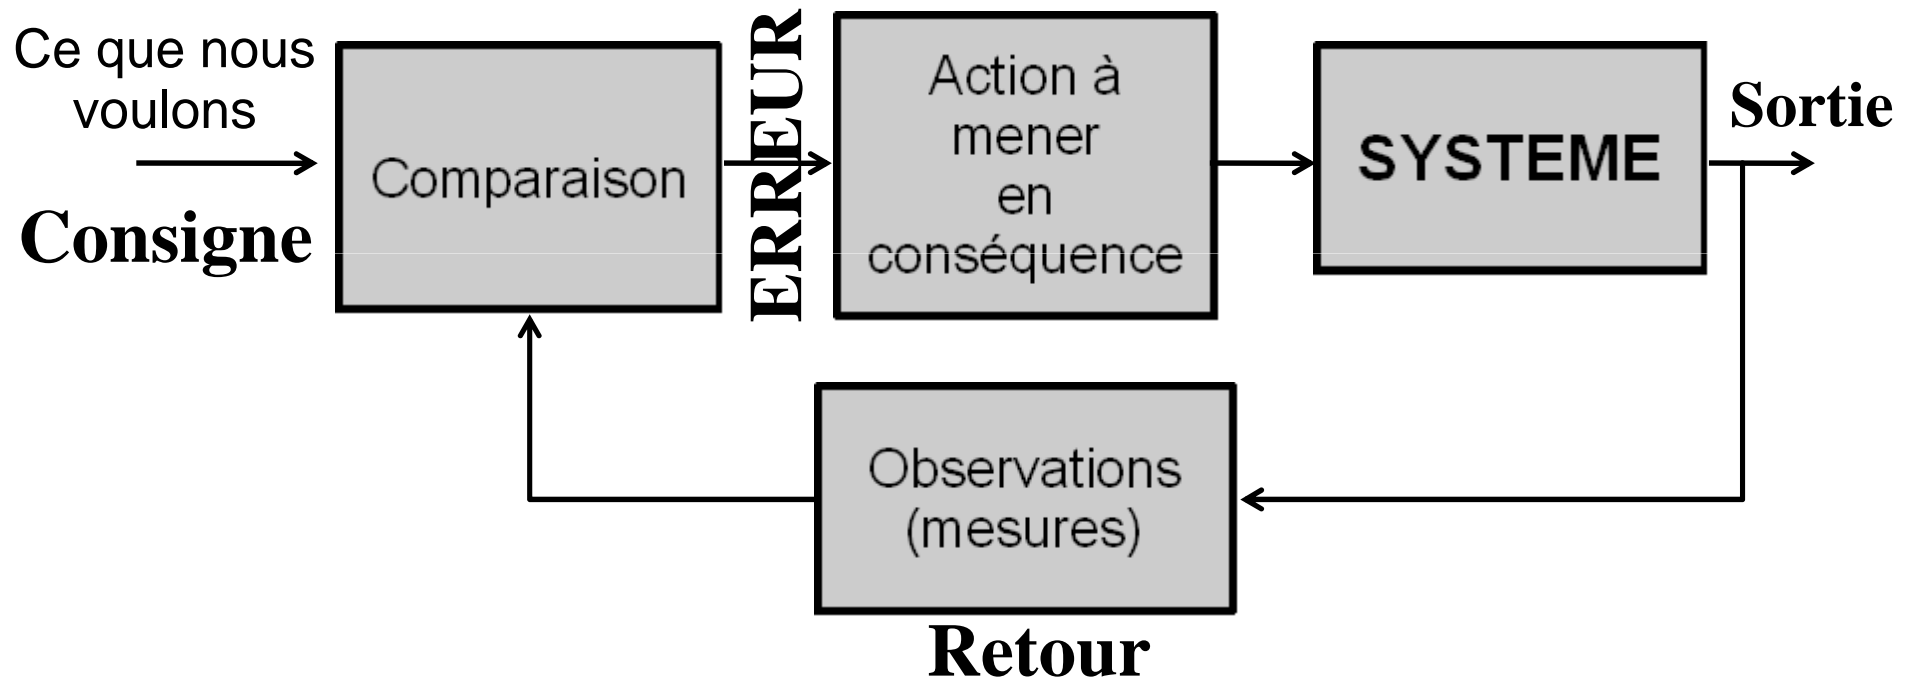 Ce que nous
voulons
Consigne
Comparaison
ERREUR
Action à
mener
en
conséquence
SYSTEME
Sortie
Observations
(mesures)
Retour